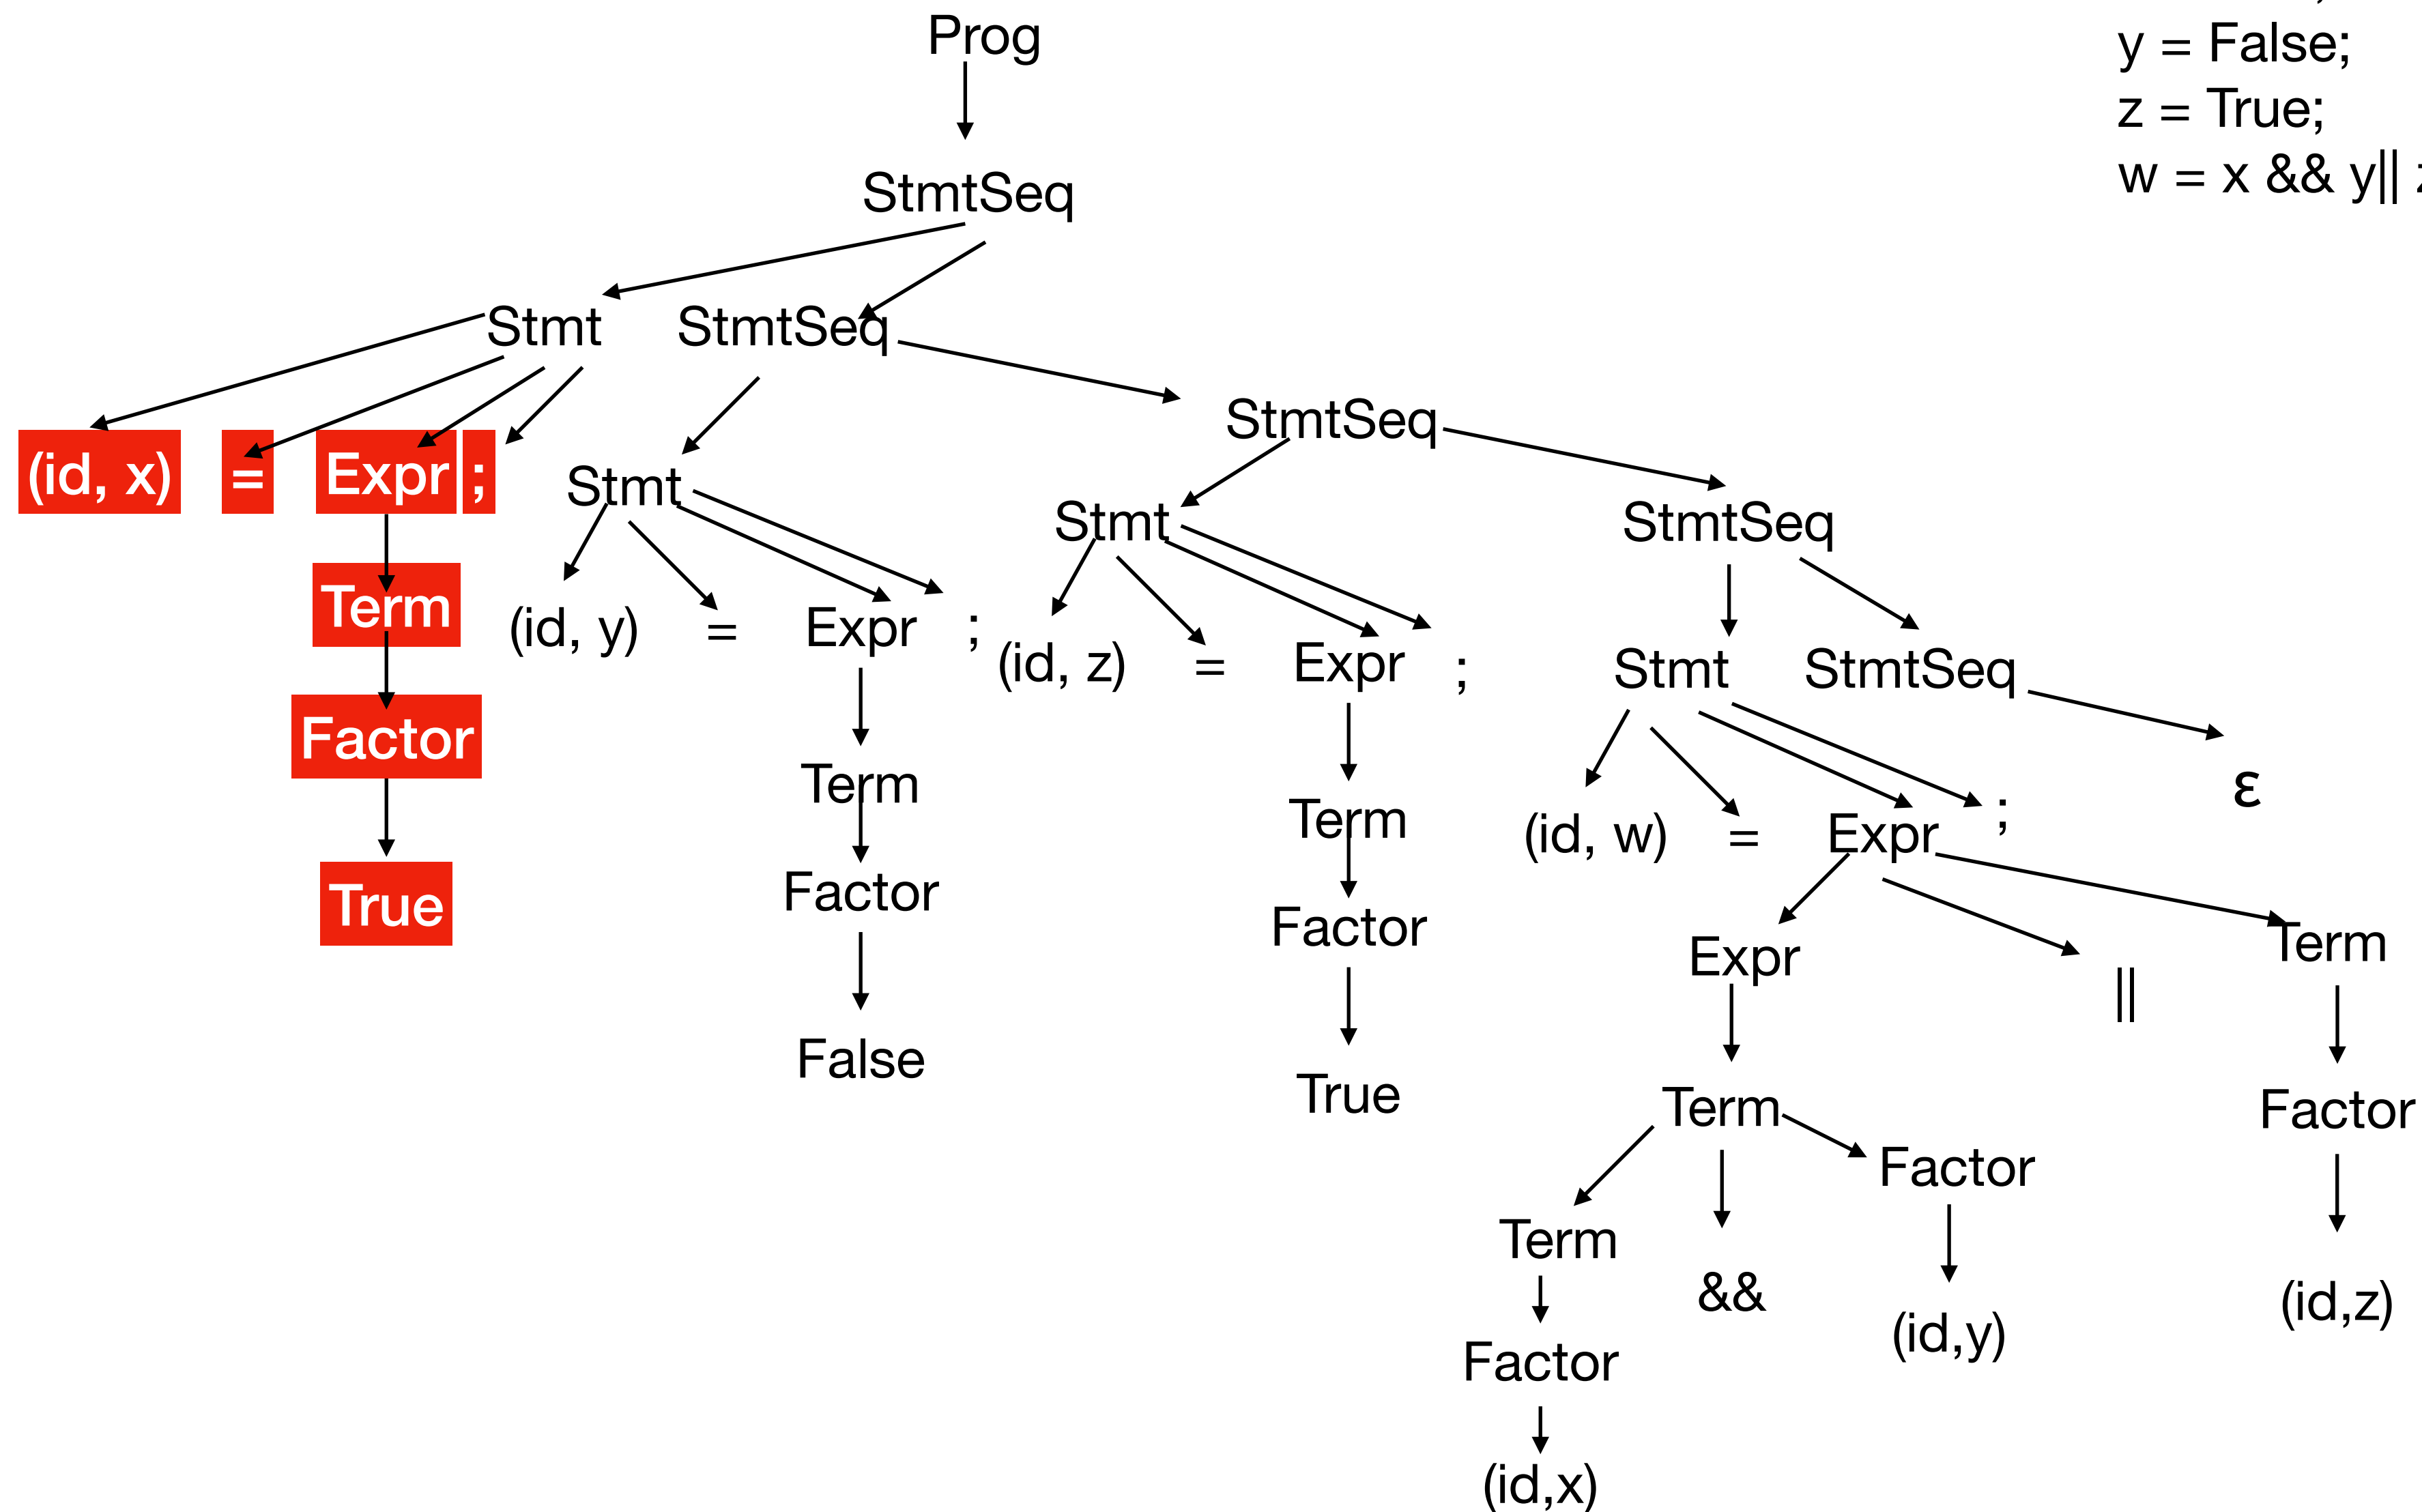 Prog
y = False;
z = True;
w = x && y||
StmtSeq
Stmt StmtSeq
StmtSeq
(id, x) = Expr ;
Stmt
Stmt
StmtSeq
Term
(id, y) = Expr ;
(id, z) = Expr ;
Stmt StmtSeq
Factor
Term
Term
ε
(id, w) = Expr ;
True
Factor
Factor
Expr || Term
False
True
Term
Factor
Factor
Term && (id,y)
(id,z)
Factor
(id,x)